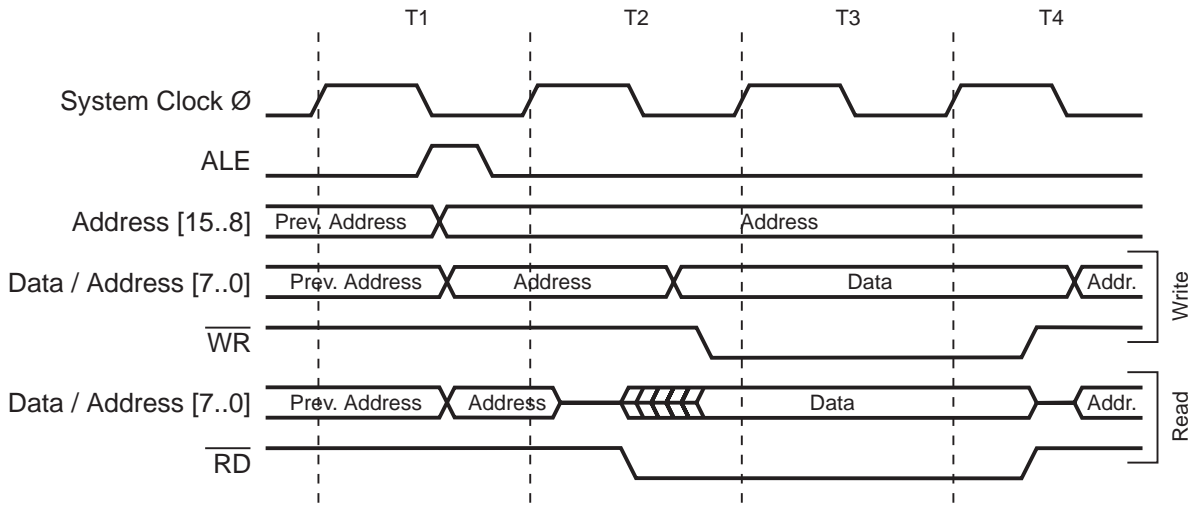 T1 T2 T3 T4
System Clock Ø
ALE
Address [15..8] Prev. Address Address
Data / Address [7..0] Prev. Address Address Data Addr.
WR
Write
Data / Address [7..0] Prev. Address Address Data Addr.
RD
Read